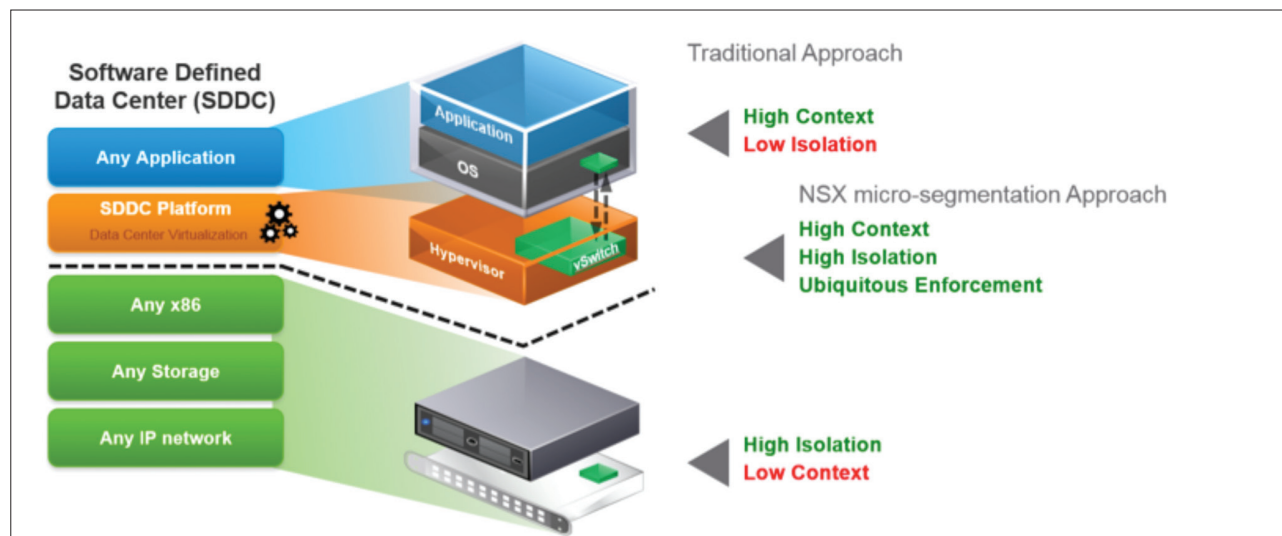 Software Defined
Data Center (SDDC)
Any Application
SDDC Platform
Data Center Virtualization
Any x86
Any Storage
Any IP network
Application
OS
Hypervisor
vSwitch
Traditional Approach
High Context
Low Isolation
NSX micro-segmentation Approach
High Context
High Isolation
Ubiquitous Enforcement
High Isolation
Low Context